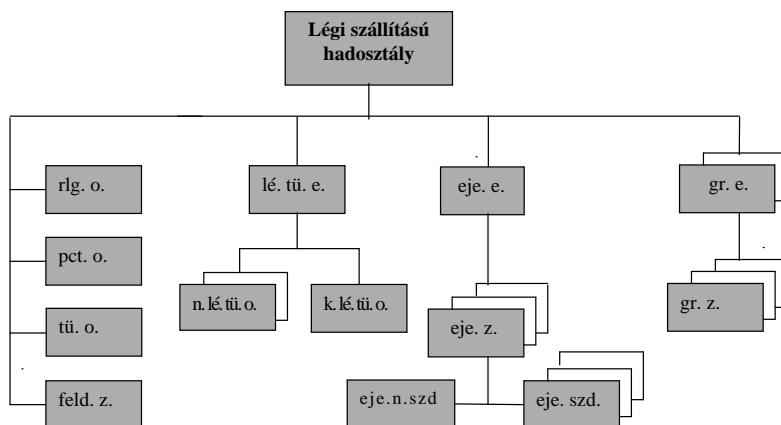 Légi szállítású
hadosztály
rlg. o.
lé. tü. e.
eje. e.
gr. e.
pct. o.
n.lé.tü.o.
k.lé.tü.o.
eje. z.
gr. z.
tü. o.
feld. z.
eje.n.szd
eje. szd.